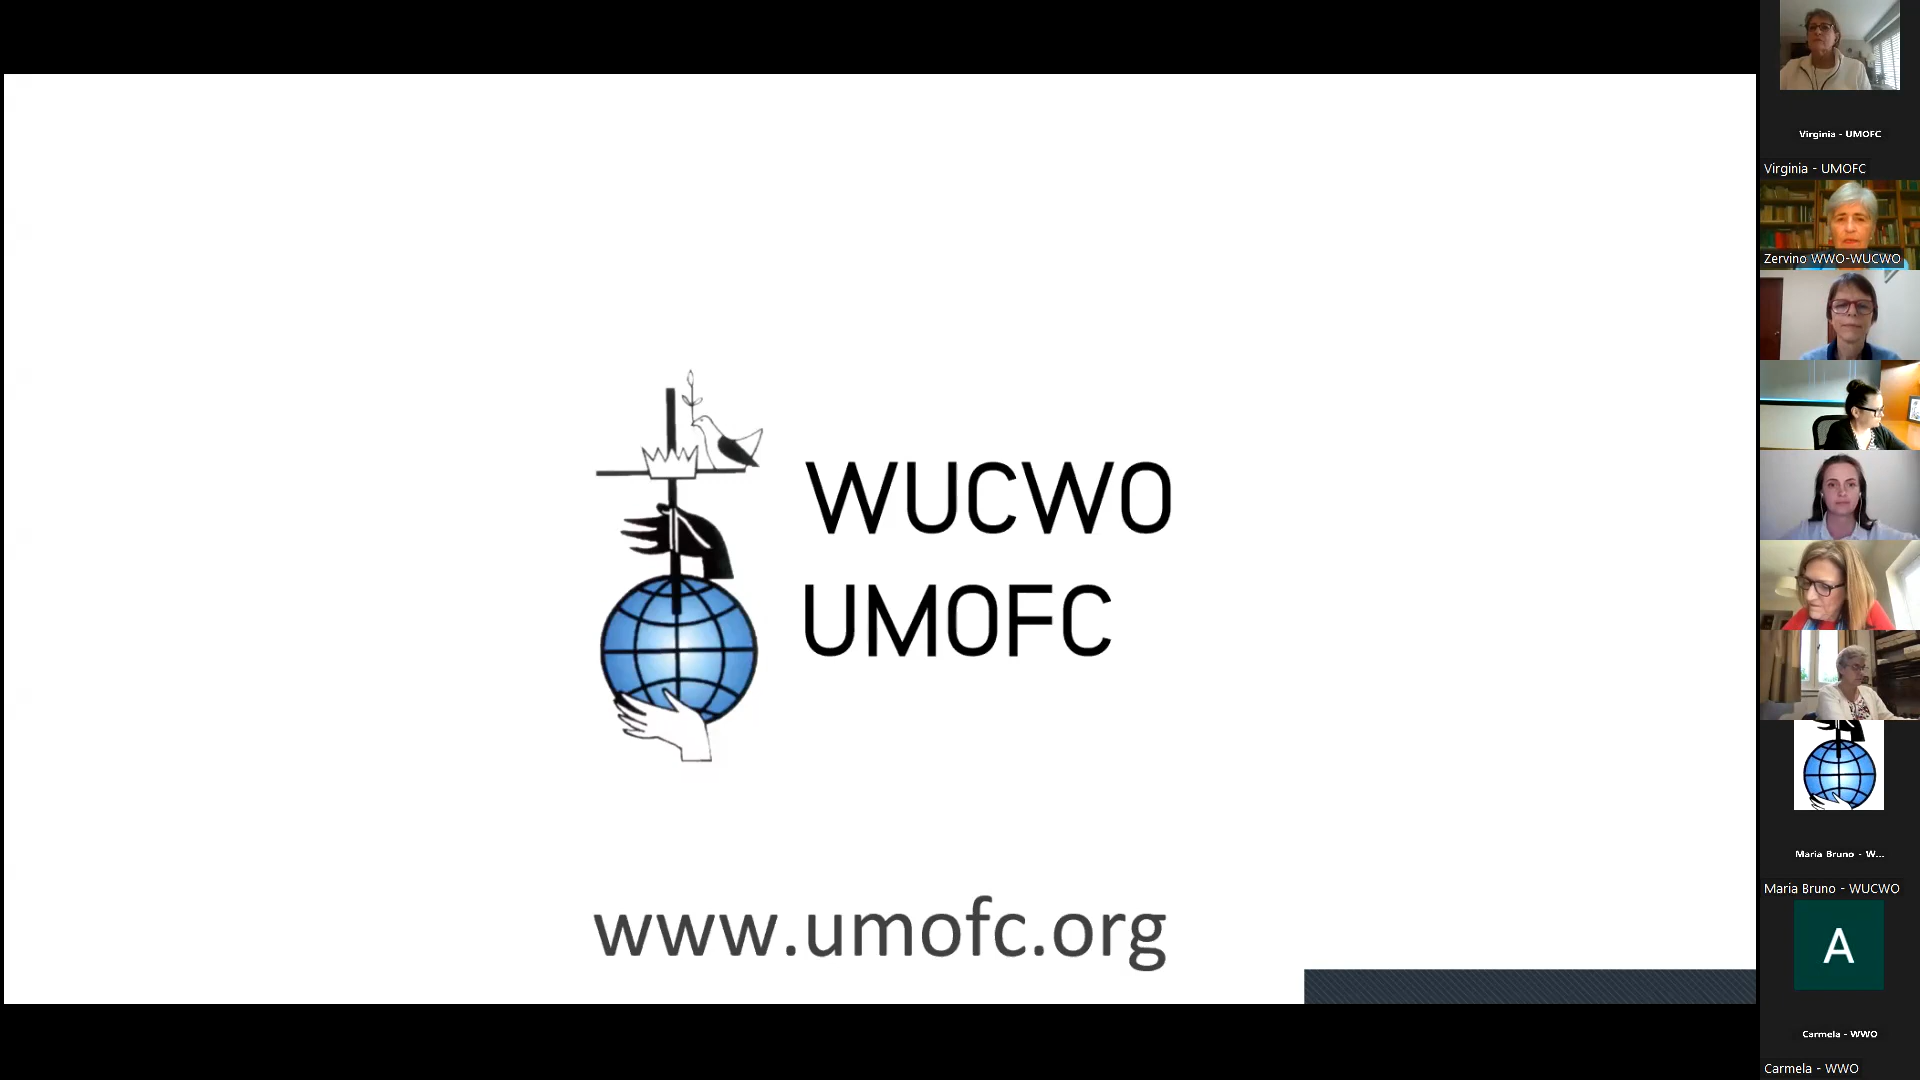 WUCWO
UMOFC
www.umofc.org
Virginia - UMOFC
Virginia - UMOFC
Zervino WWO-WUCWO
Maria Bruno - W...
Maria Bruno - WUCWO
A
Carmela - WWO
Carmela - WWO